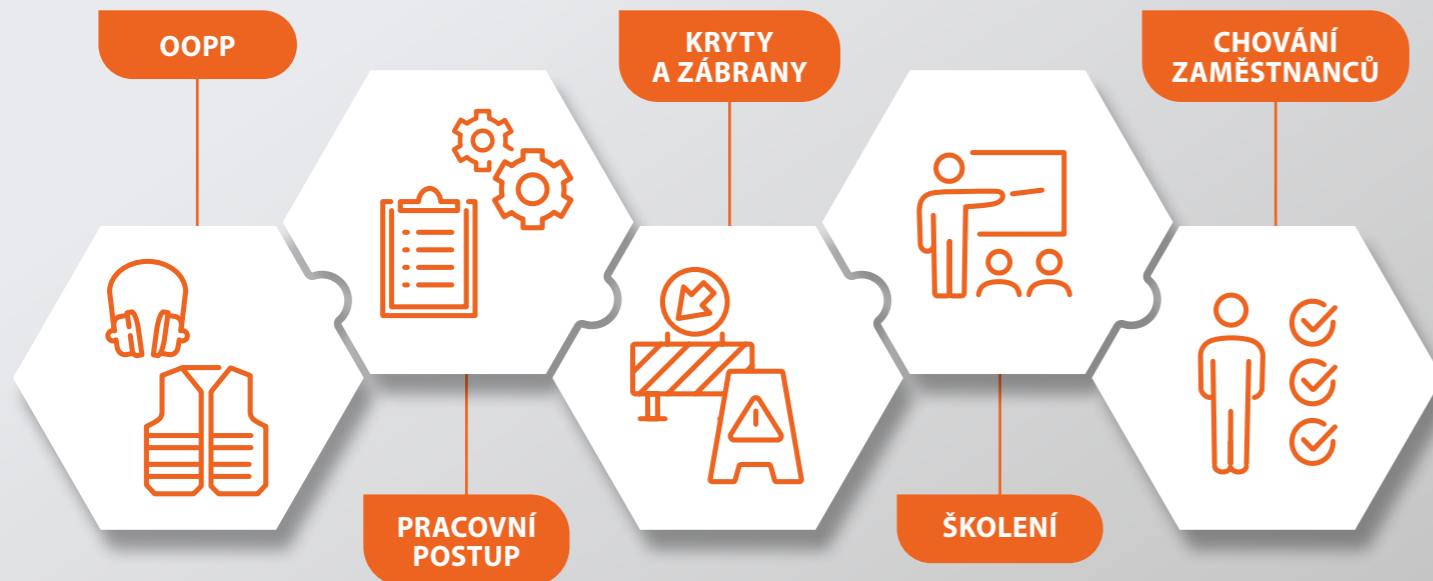 OOPP
PRACOVNÍ
POSTUP
KRYTY
A ZÁBRANY
ŠKOLENÍ
CHOVÁNÍ
ZAMĚSTNANCŮ